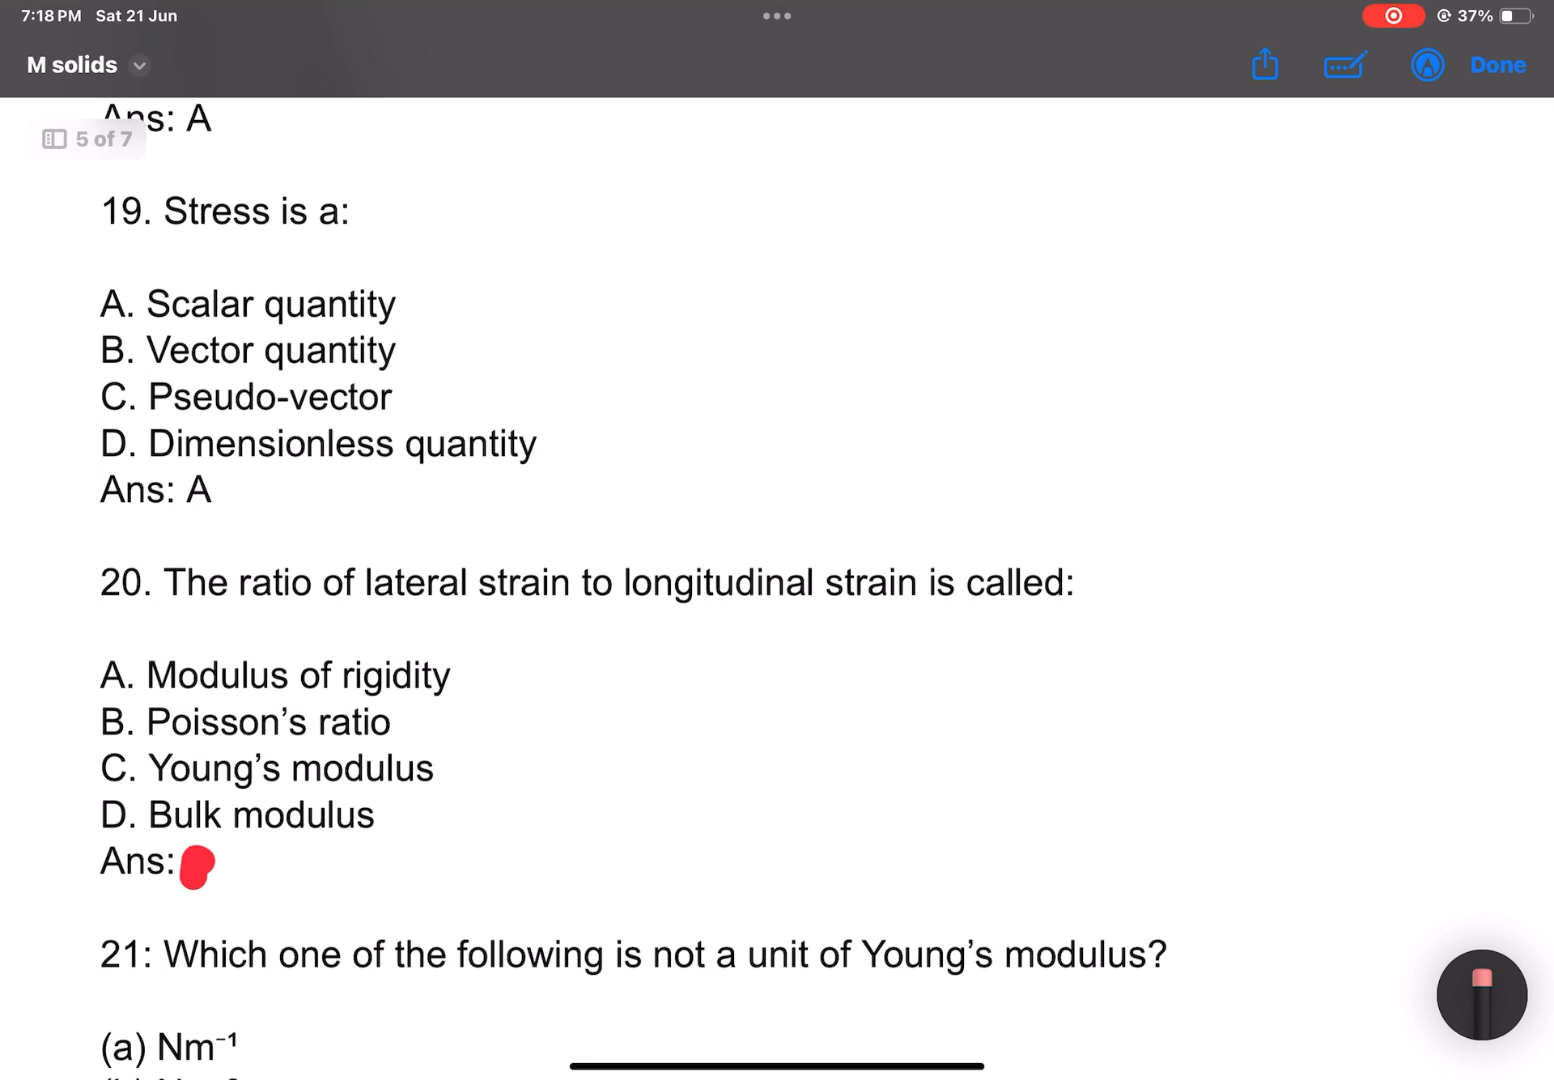 7:18 PM Sat 21 Jun
37%
M solids
Done
Ans: A
5 of 7
19. Stress is a:
A. Scalar quantity
B. Vector quantity
C. Pseudo-vector
D. Dimensionless quantity
Ans: A
20. The ratio of lateral strain to longitudinal strain is called:
A. Modulus of rigidity
B. Poisson’s ratio
C. Young’s modulus
D. Bulk modulus
Ans:
21: Which one of the following is not a unit of Young’s modulus?
(a) Nm⁻¹